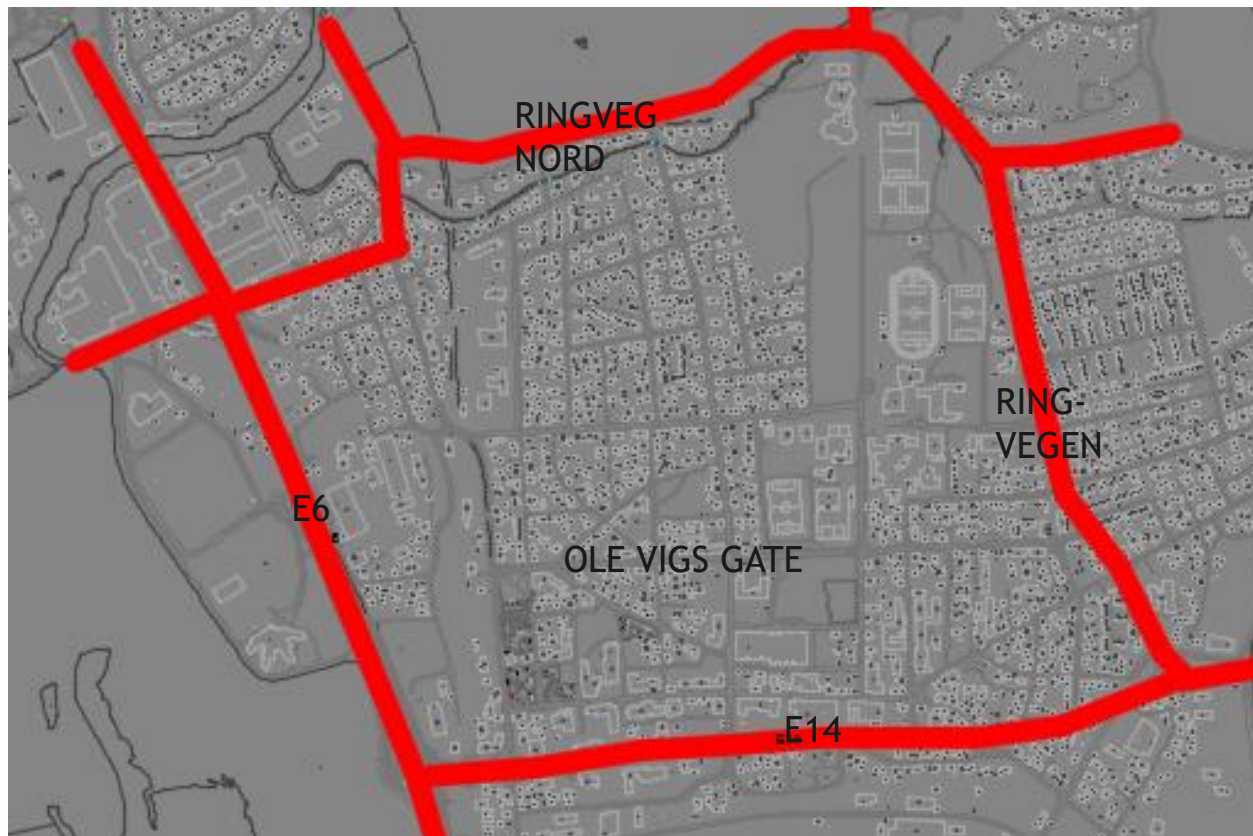 RINGVEG
NORD
RING-
VEGEN
E6
OLE VIGS GATE
E14